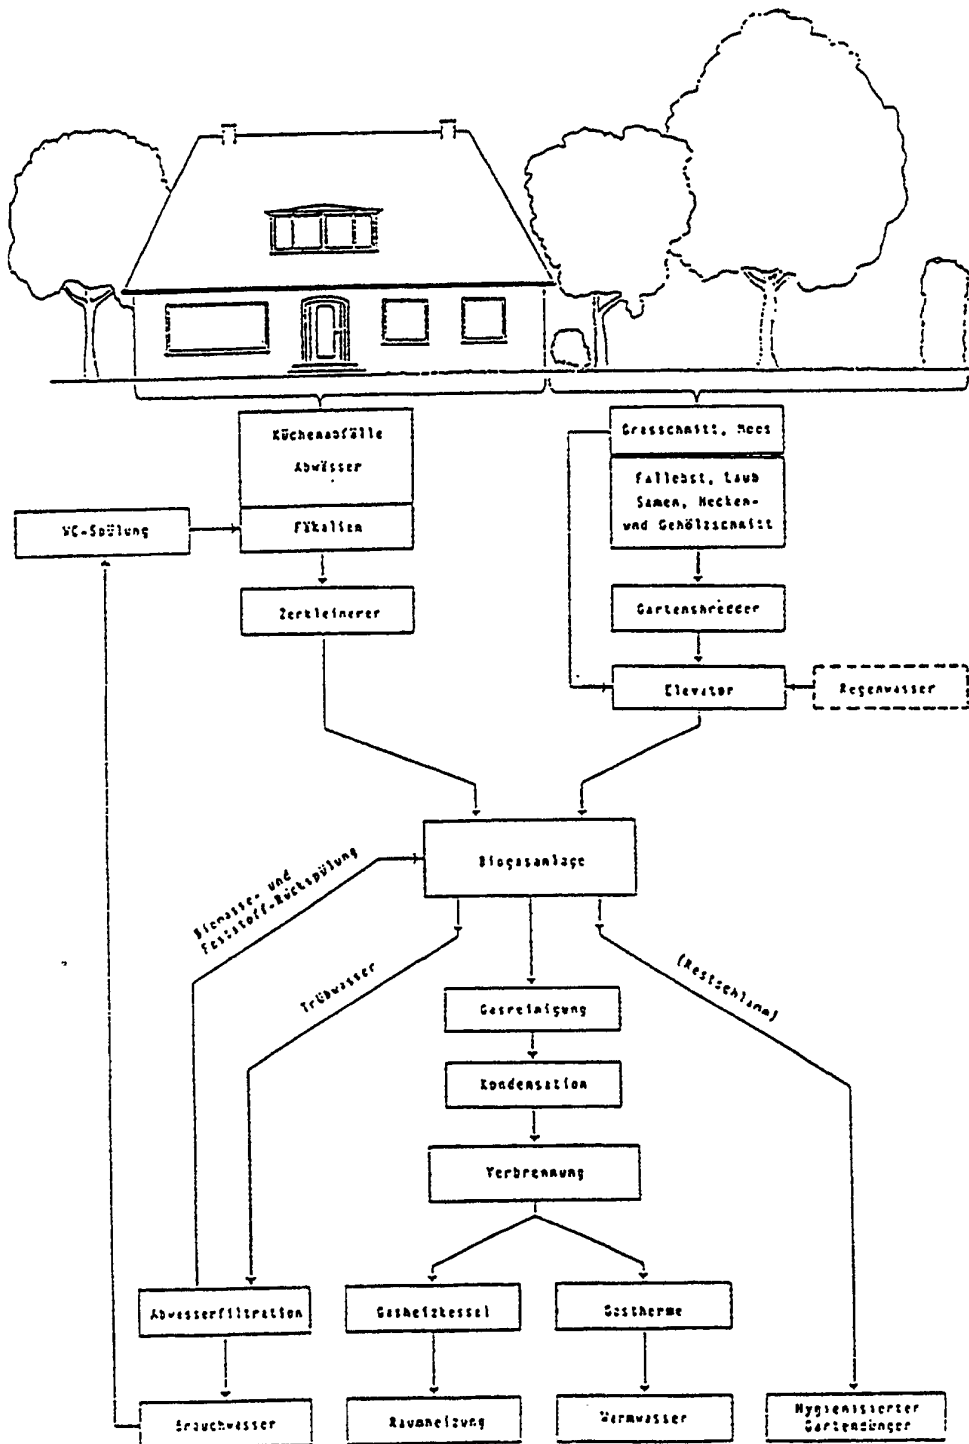 Küchenabfälle
Abwässer
Fäkalien
WC-Spülung
Zerkleinerer
Grasschnitt, Moos
Fallobst, Laub
Samen, Hecken-
und Gehölzschnitt
Gartenshredder
Elevator
Regenwasser
Biogasanlage
Biomasse- und
Feststoff-Rückspülung
Trübwasser
(Restschlamm)
Gasreinigung
Kondensation
Verbrennung
Abwasserfiltration
Gasheizkessel
Gastherme
Brauchwasser
Raumheizung
Warmwasser
Hygienisierter
Gartendünger